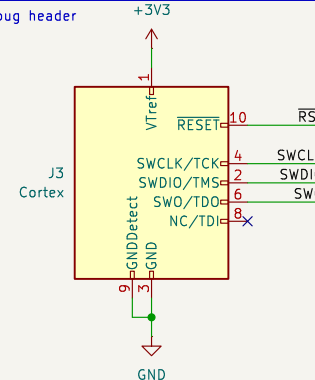 +3V3
bug header
1
VTref
RESET
10
RS
J3
Cortex
SWCLK/TCK
4
SWCL
SWDIO/TMS
2
SWDI
SWO/TDO
6
SW
NC/TDI
8
GNDDetect
GND
9
3
GND